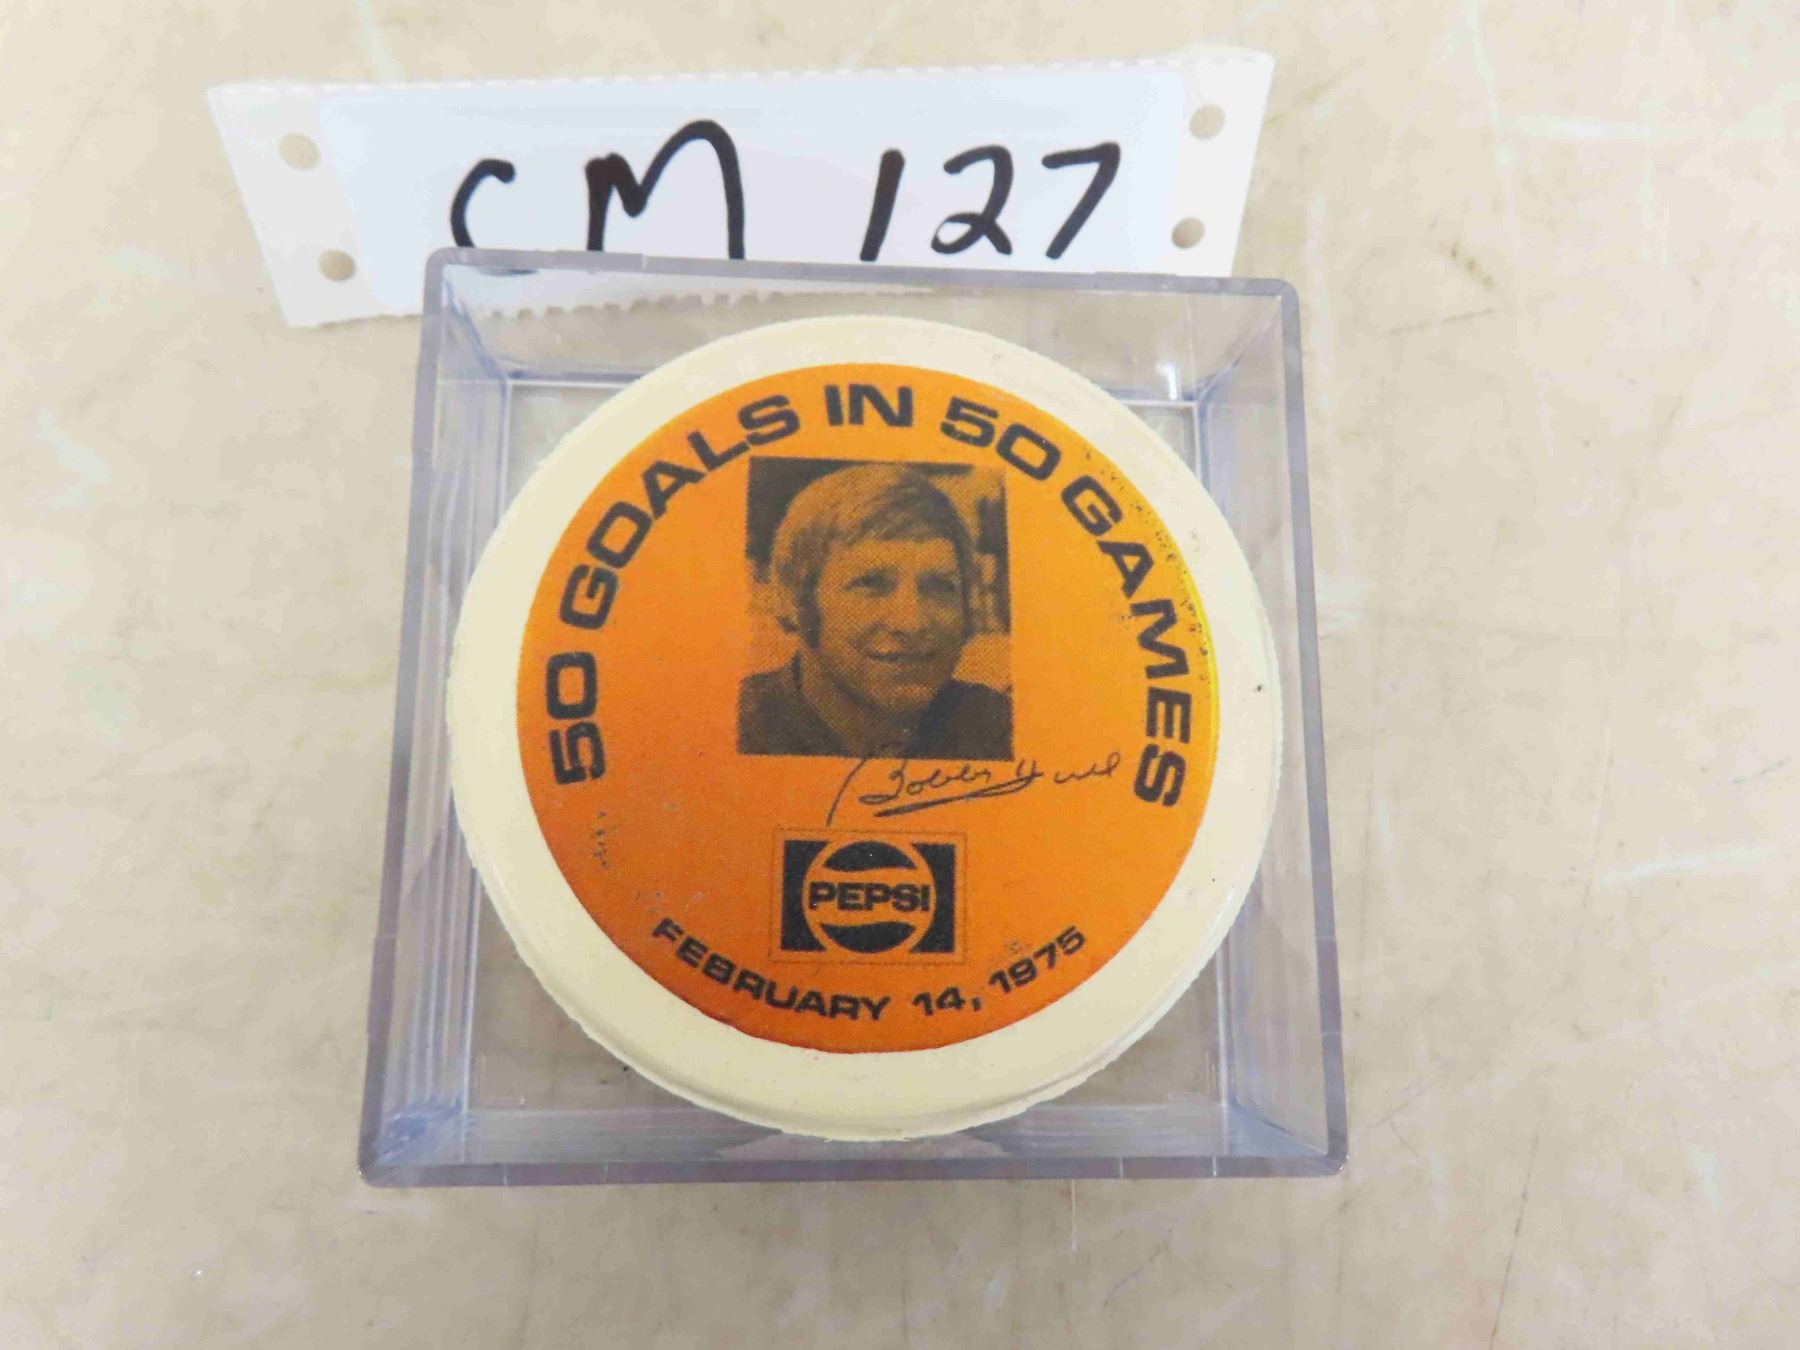 CM 127
50 GOALS IN 50 GAMES
Bobby Hull
PEPSI
FEBRUARY 14, 1975